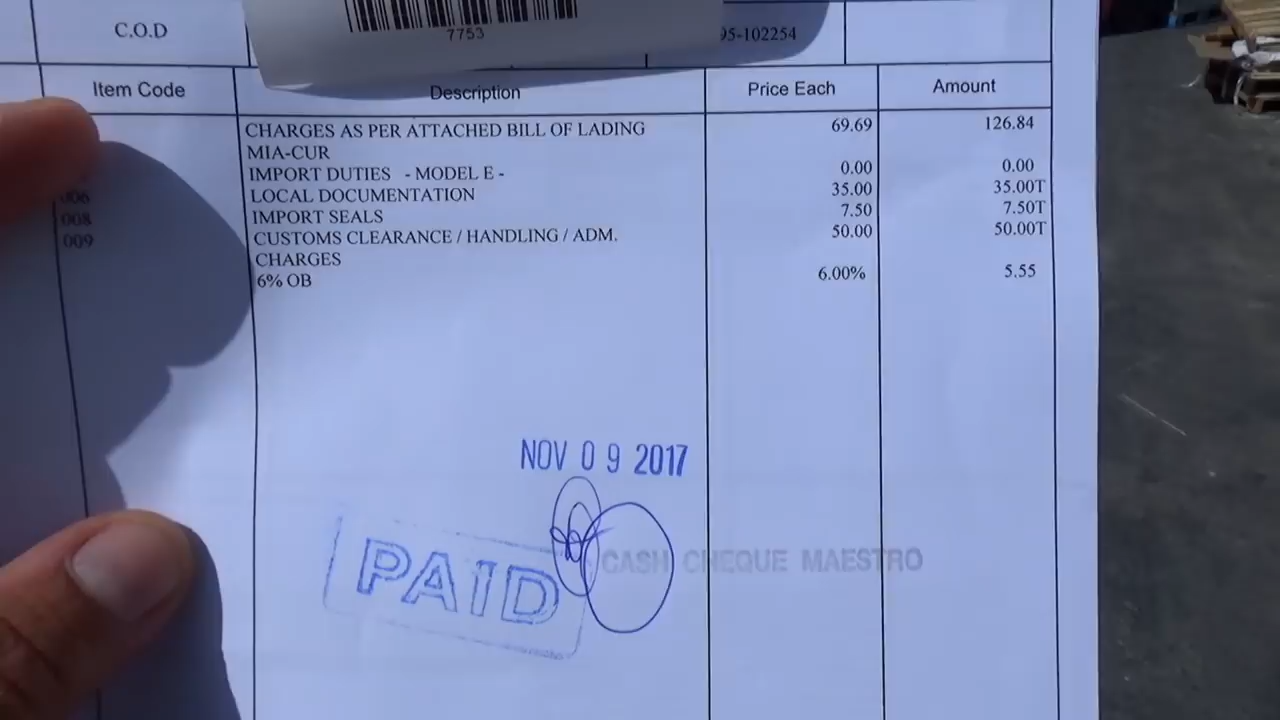 C.O.D
7753
95-102254
Item Code Description Price Each Amount
CHARGES AS PER ATTACHED BILL OF LADING 69.69 126.84
MIA-CUR
IMPORT DUTIES - MODEL E - 0.00 0.00
006 LOCAL DOCUMENTATION 35.00 35.00T
008 IMPORT SEALS 7.50 7.50T
009 CUSTOMS CLEARANCE / HANDLING / ADM. 50.00 50.00T
CHARGES
6% OB 6.00% 5.55
NOV 09 2017
PAID
CASH CHEQUE MAESTRO